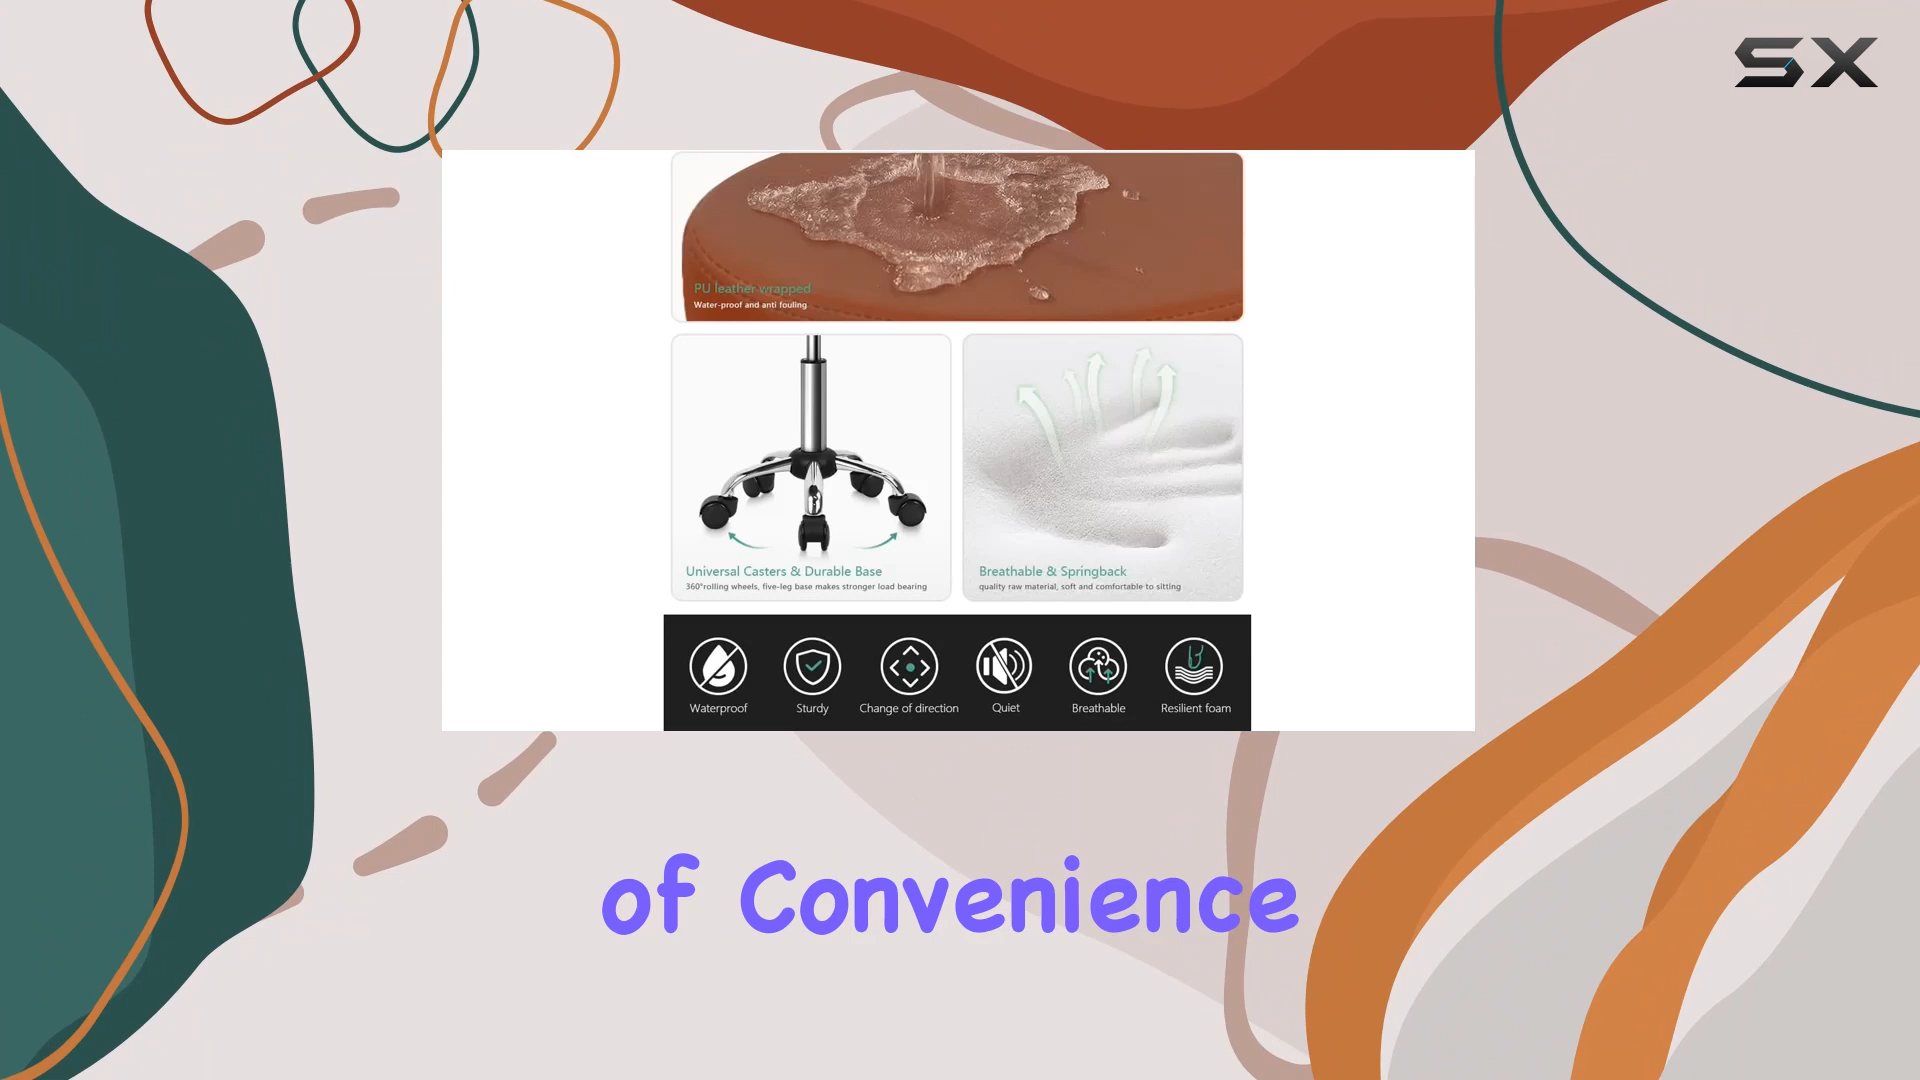 SX
PU leather wrapped
Water-proof and anti fouling
Universal Casters & Durable Base
360°rolling wheels, five-leg base makes stronger load bearing
Breathable & Springback
quality raw material, soft and comfortable to sitting
Waterproof
Sturdy
Change of direction
Quiet
Breathable
Resilient foam
of Convenience